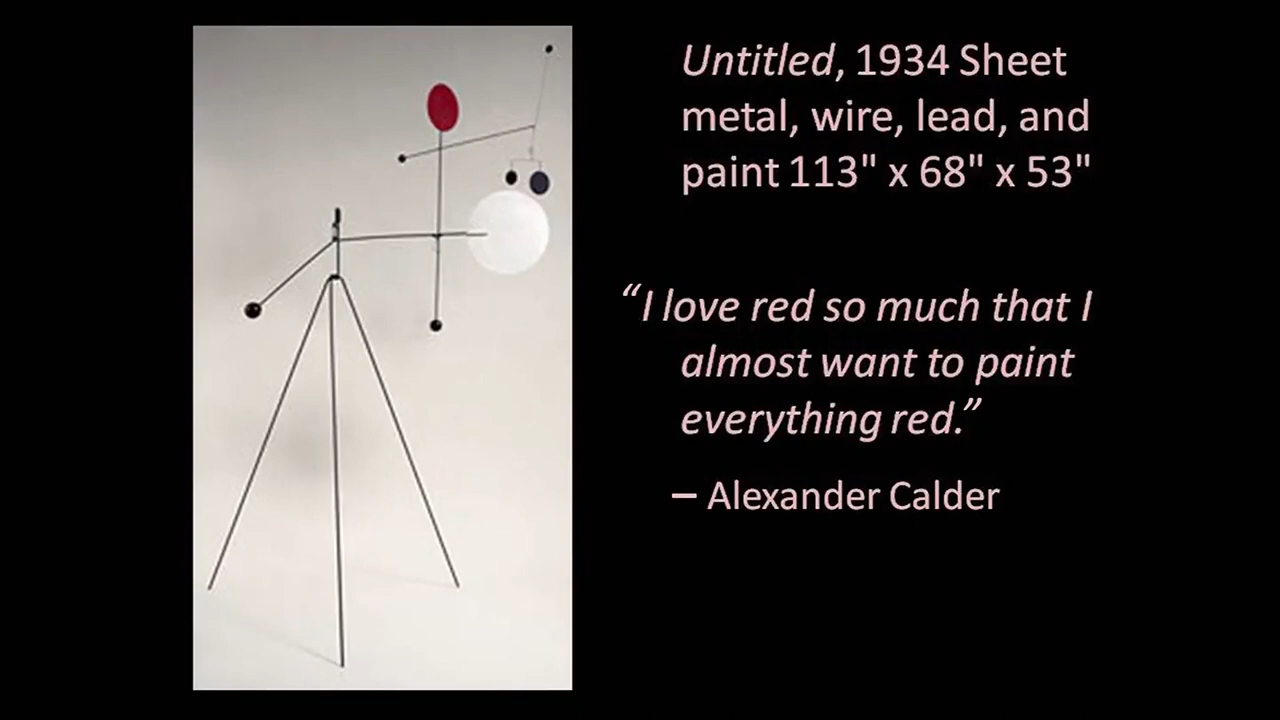 Untitled, 1934 Sheet
metal, wire, lead, and
paint 113" x 68" x 53"
“I love red so much that I
almost want to paint
everything red.”
– Alexander Calder